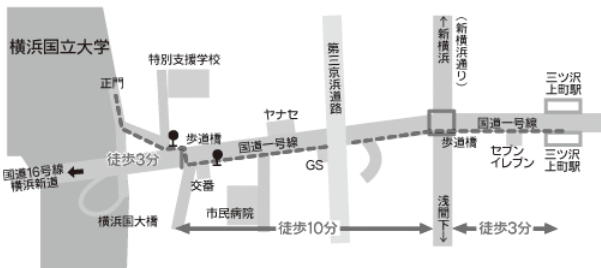 横浜国立大学
正門
特別支援学校
歩道橋
徒歩3分
国道16号線
横浜新道
横浜国大橋
交番
市民病院
ヤナセ
国道一号線
GS
第三京浜道路
徒歩10分
↑新横浜
(新横浜通り)
歩道橋
浅間下↓
国道一号線
セブン
イレブン
三ツ沢
上町駅
三ツ沢
上町駅
徒歩3分